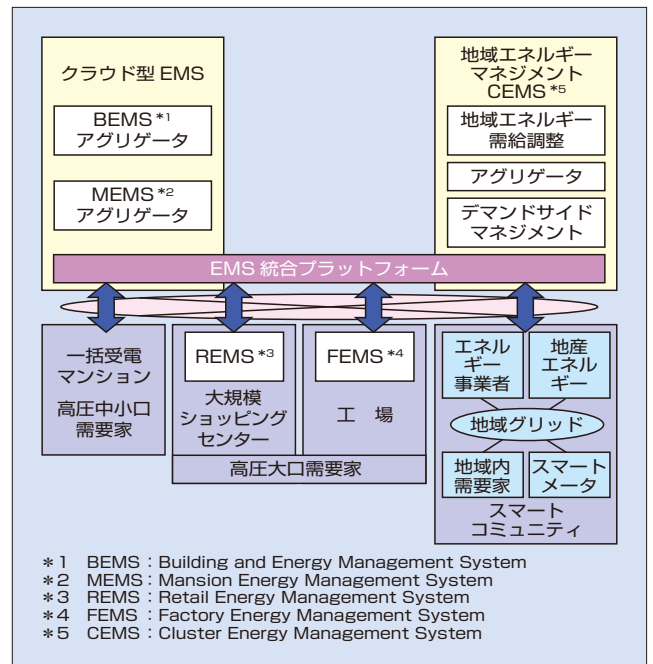 クラウド型 EMS
BEMS *1
アグリゲータ
MEMS *2
アグリゲータ
地域エネルギー
マネジメント
CEMS *5
地域エネルギー
需給調整
アグリゲータ
デマンドサイド
マネジメント
EMS 統合プラットフォーム
一括受電
マンション
高圧中小口
需要家
REMS *3
大規模
ショッピング
センター
FEMS *4
工 場
高圧大口需要家
エネル
ギー
事業者
地産
エネル
ギー
地域グリッド
地域内
需要家
スマート
メータ
スマート
コミュニティ
*1 BEMS:Building and Energy Management System
*2 MEMS:Mansion Energy Management System
*3 REMS:Retail Energy Management System
*4 FEMS:Factory Energy Management System
*5 CEMS:Cluster Energy Management System